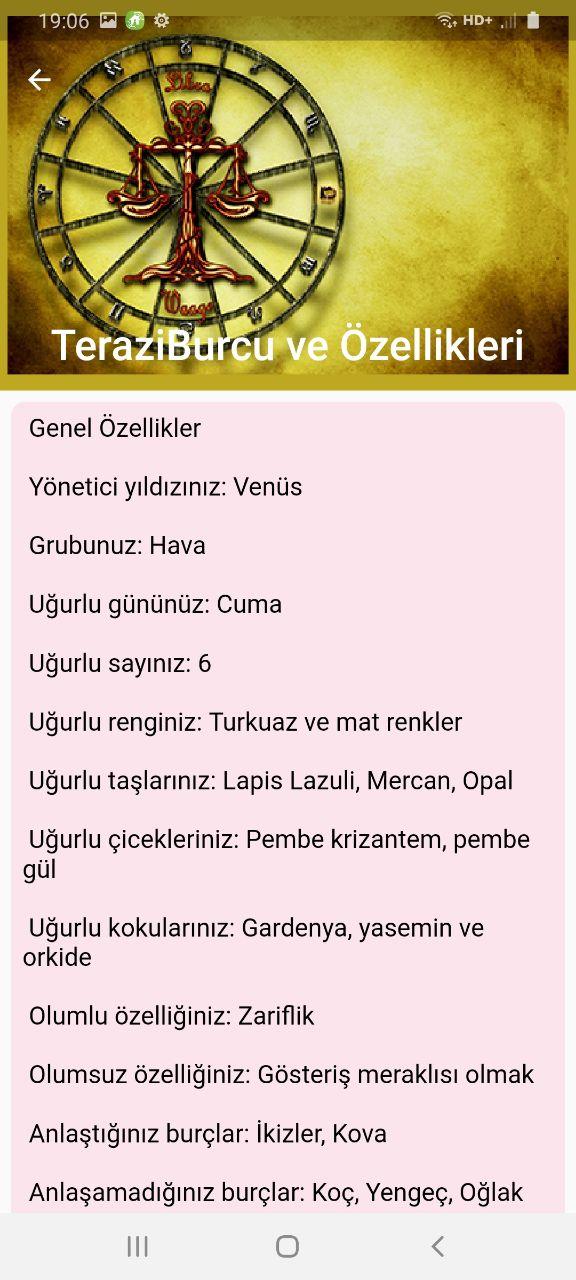 19:06
HD+
Libra
Waage
TeraziBurcu ve Özellikleri
Genel Özellikler
Yönetici yıldızınız: Venüs
Grubunuz: Hava
Uğurlu gününüz: Cuma
Uğurlu sayınız: 6
Uğurlu renginiz: Turkuaz ve mat renkler
Uğurlu taşlarınız: Lapis Lazuli, Mercan, Opal
Uğurlu çicekleriniz: Pembe krizantem, pembe
gül
Uğurlu kokularınız: Gardenya, yasemin ve
orkide
Olumlu özelliğiniz: Zariflik
Olumsuz özelliğiniz: Gösteriş meraklısı olmak
Anlaştığınız burçlar: İkizler, Kova
Anlaşamadığınız burçlar: Koç, Yengeç, Oğlak